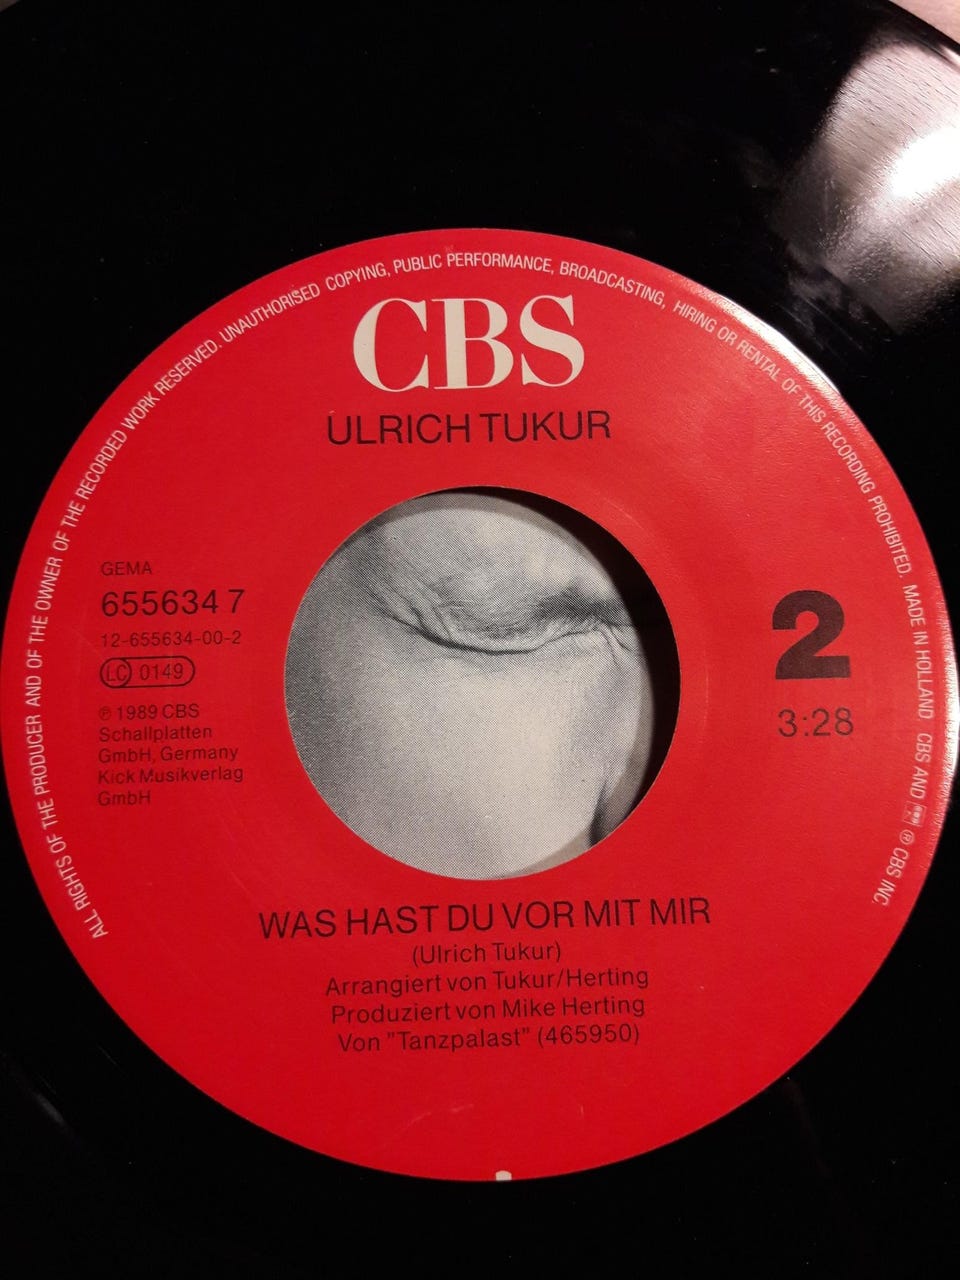 ALL RIGHTS OF THE PRODUCER AND OF THE OWNER OF THE RECORDED WORK RESERVED. UNAUTHORISED COPYING, PUBLIC PERFORMANCE, BROADCASTING, HIRING OR RENTAL OF THIS RECORDING PROHIBITED. MADE IN HOLLAND CBS AND ® CBS INC.
CBS
ULRICH TUKUR
GEMA
655634 7
12-655634-00-2
LC 0149
℗ 1989 CBS
Schallplatten
GmbH, Germany
Kick Musikverlag
GmbH
2
3:28
WAS HAST DU VOR MIT MIR
(Ulrich Tukur)
Arrangiert von Tukur/Herting
Produziert von Mike Herting
Von "Tanzpalast" (465950)